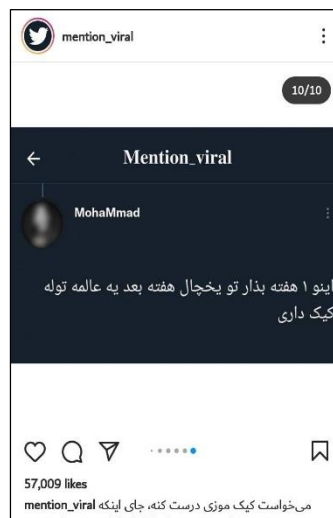 mention_viral
10/10
Mention_viral
MohaMmad
اینو ۱ هفته بذار تو یخچال هفته بعد یه عالمه توله
کیک داری
57,009 likes
mention_viral می‌خواست کیک موزی درست کنه، جای اینکه